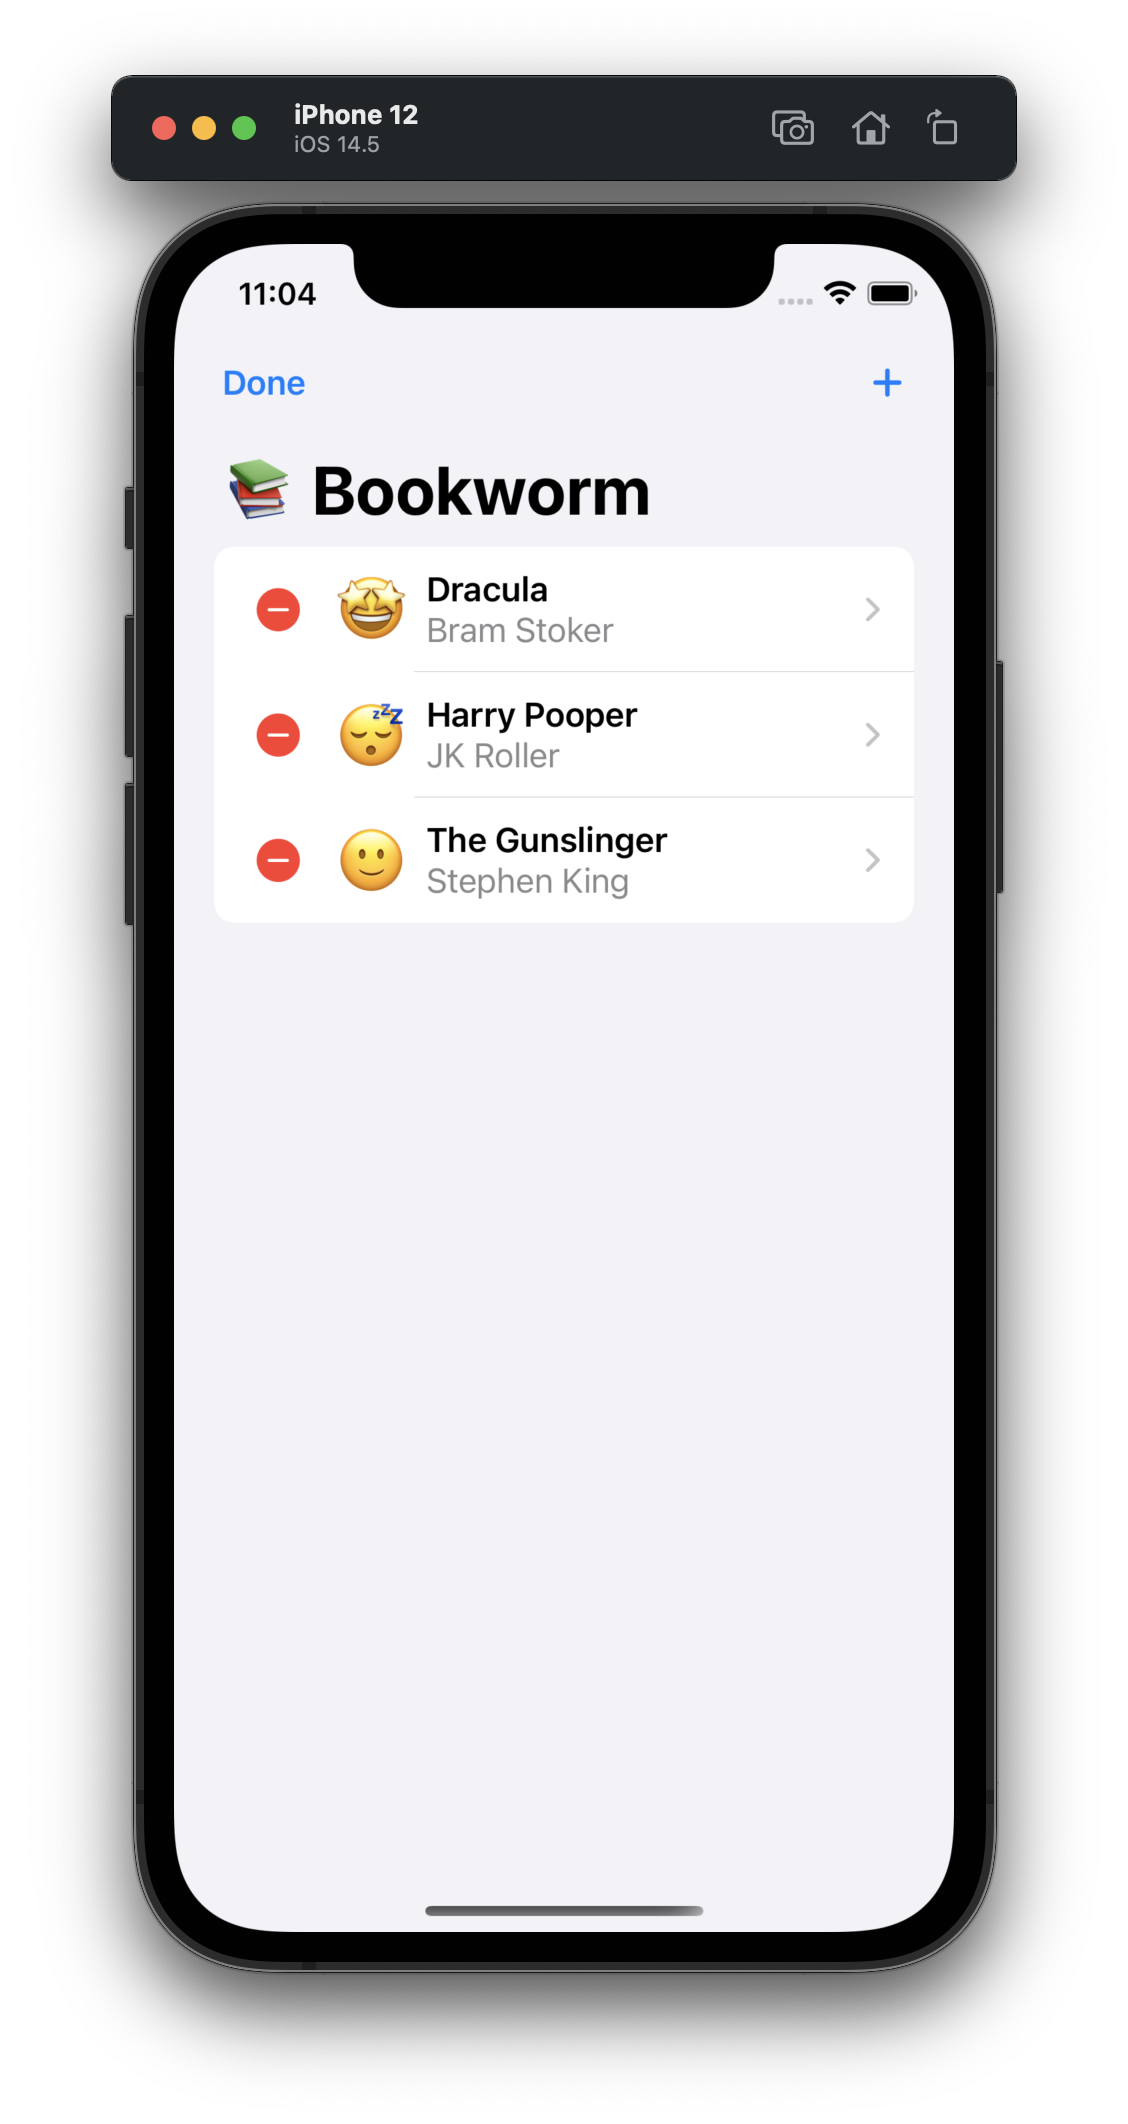 iPhone 12
iOS 14.5
11:04
Done
Bookworm
Dracula
Bram Stoker
Harry Pooper
JK Roller
The Gunslinger
Stephen King